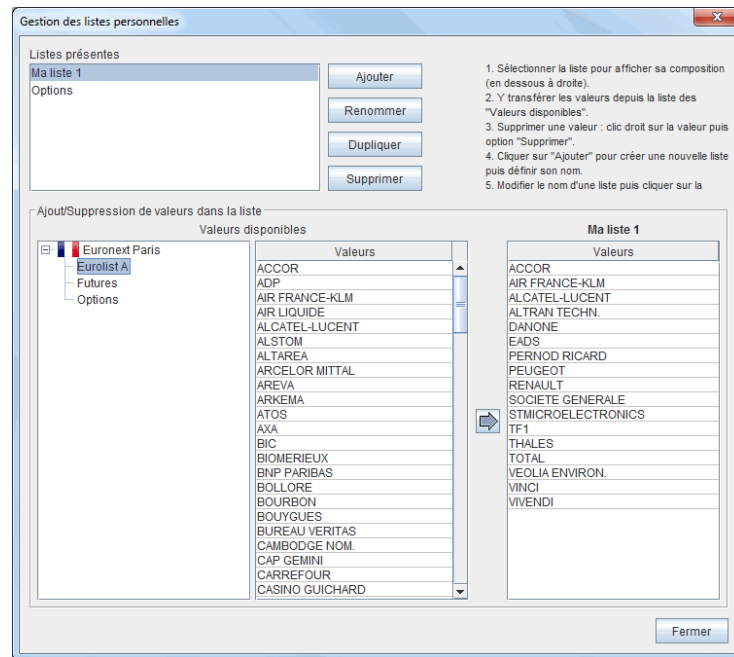 Gestion des listes personnelles
Listes présentes
Ma liste 1
Options
Ajouter
Renommer
Dupliquer
Supprimer
1. Sélectionner la liste pour afficher sa composition
(en dessous à droite).
2. Y transférer les valeurs depuis la liste des
"Valeurs disponibles".
3. Supprimer une valeur : clic droit sur la valeur puis
option "Supprimer".
4. Cliquer sur "Ajouter" pour créer une nouvelle liste
puis définir son nom.
5. Modifier le nom d'une liste puis cliquer sur la
Ajout/Suppression de valeurs dans la liste
Valeurs disponibles
Euronext Paris
Eurolist A
Futures
Options
Valeurs
ACCOR
ADP
AIR FRANCE-KLM
AIR LIQUIDE
ALCATEL-LUCENT
ALSTOM
ALTAREA
ARCELOR MITTAL
AREVA
ARKEMA
ATOS
AXA
BIC
BIOMERIEUX
BNP PARIBAS
BOLLORE
BOURBON
BOUYGUES
BUREAU VERITAS
CAMBODGE NOM.
CAP GEMINI
CARREFOUR
CASINO GUICHARD
Ma liste 1
Valeurs
ACCOR
AIR FRANCE-KLM
ALCATEL-LUCENT
ALTRAN TECHN.
DANONE
EADS
PERNOD RICARD
PEUGEOT
RENAULT
SOCIETE GENERALE
STMICROELECTRONICS
TF1
THALES
TOTAL
VEOLIA ENVIRON.
VINCI
VIVENDI
Fermer